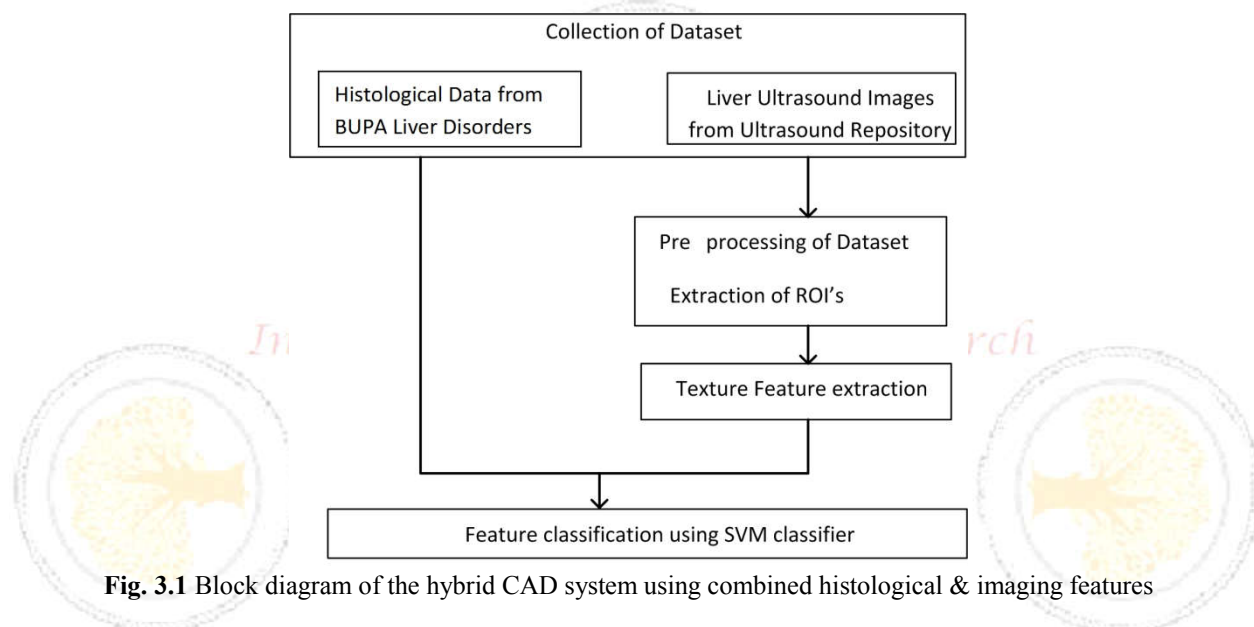 Collection of Dataset
Histological Data from
BUPA Liver Disorders
Liver Ultrasound Images
from Ultrasound Repository
Pre processing of Dataset
Extraction of ROI's
Texture Feature extraction
Feature classification using SVM classifier
Fig. 3.1 Block diagram of the hybrid CAD system using combined histological & imaging features